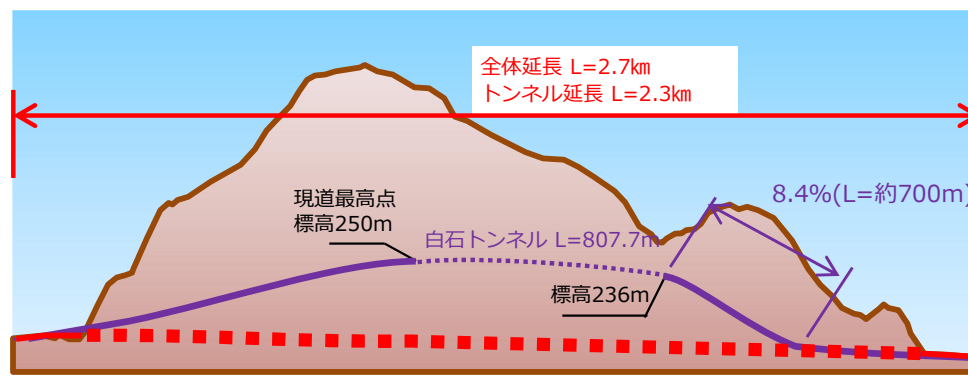 全体延長 L=2.7㎞
トンネル延長 L=2.3㎞
現道最高点
標高250m
白石トンネル L=807.7m
8.4%(L=約700m)
標高236m